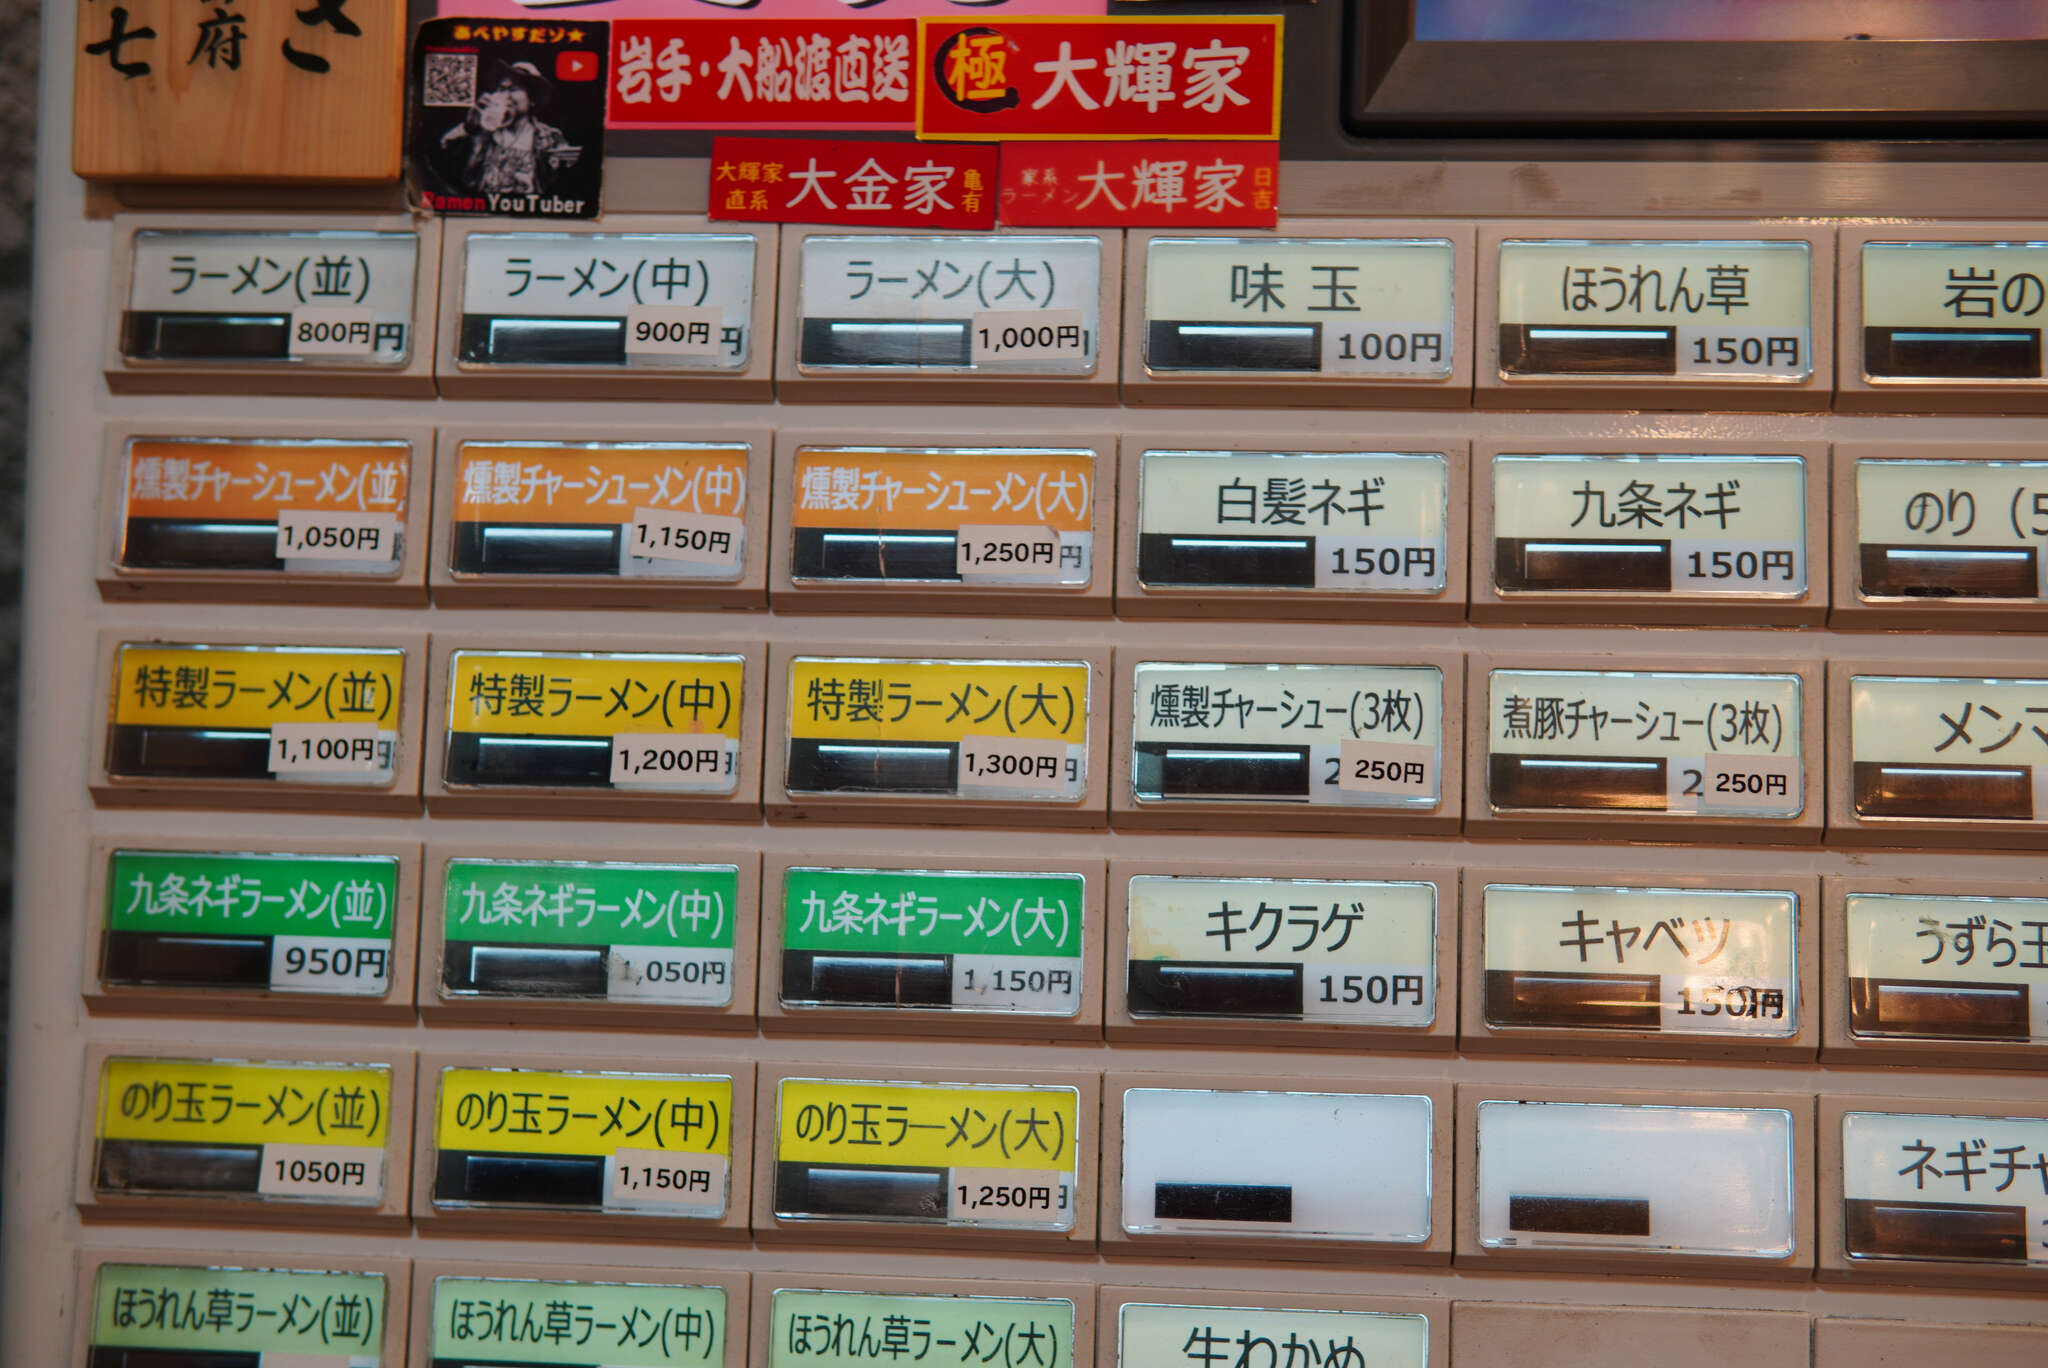 七
府
あべやすだゾ★
Ramen YouTuber
岩手・大船渡直送
極 大輝家
大輝家
直系
大金家
亀有
家系
ラーメン
大輝家
日吉
ラーメン(並)
800円
ラーメン(中)
900円
ラーメン(大)
1,000円
味玉
100円
ほうれん草
150円
岩の
燻製チャーシューメン(並)
1,050円
燻製チャーシューメン(中)
1,150円
燻製チャーシューメン(大)
1,250円
白髪ネギ
150円
九条ネギ
150円
のり (5
特製ラーメン(並)
1,100円
特製ラーメン(中)
1,200円
特製ラーメン(大)
1,300円
燻製チャーシュー(3枚)
250円
煮豚チャーシュー(3枚)
250円
メンマ
九条ネギラーメン(並)
950円
九条ネギラーメン(中)
1,050円
九条ネギラーメン(大)
1,150円
キクラゲ
150円
キャベツ
150円
うずら玉
のり玉ラーメン(並)
1050円
のり玉ラーメン(中)
1,150円
のり玉ラーメン(大)
1,250円
ネギチャ
ほうれん草ラーメン(並)
ほうれん草ラーメン(中)
ほうれん草ラーメン(大)
生わかめ